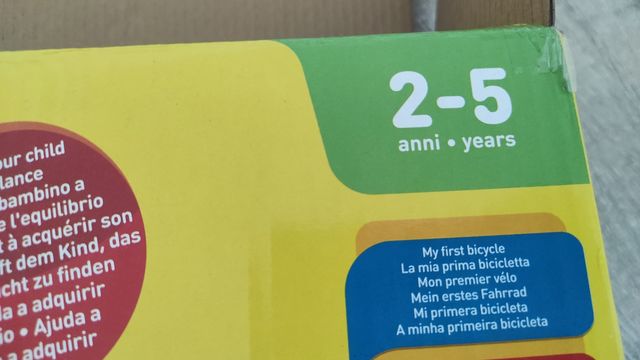 2-5
anni • years
our child
lance
bambino a
e l'equilibrio
t à acquérir son
ft dem Kind, das
cht zu finden
da a adquirir
io • Ajuda a
a adquirir
My first bicycle
La mia prima bicicletta
Mon premier vélo
Mein erstes Fahrrad
Mi primera bicicleta
A minha primeira bicicleta